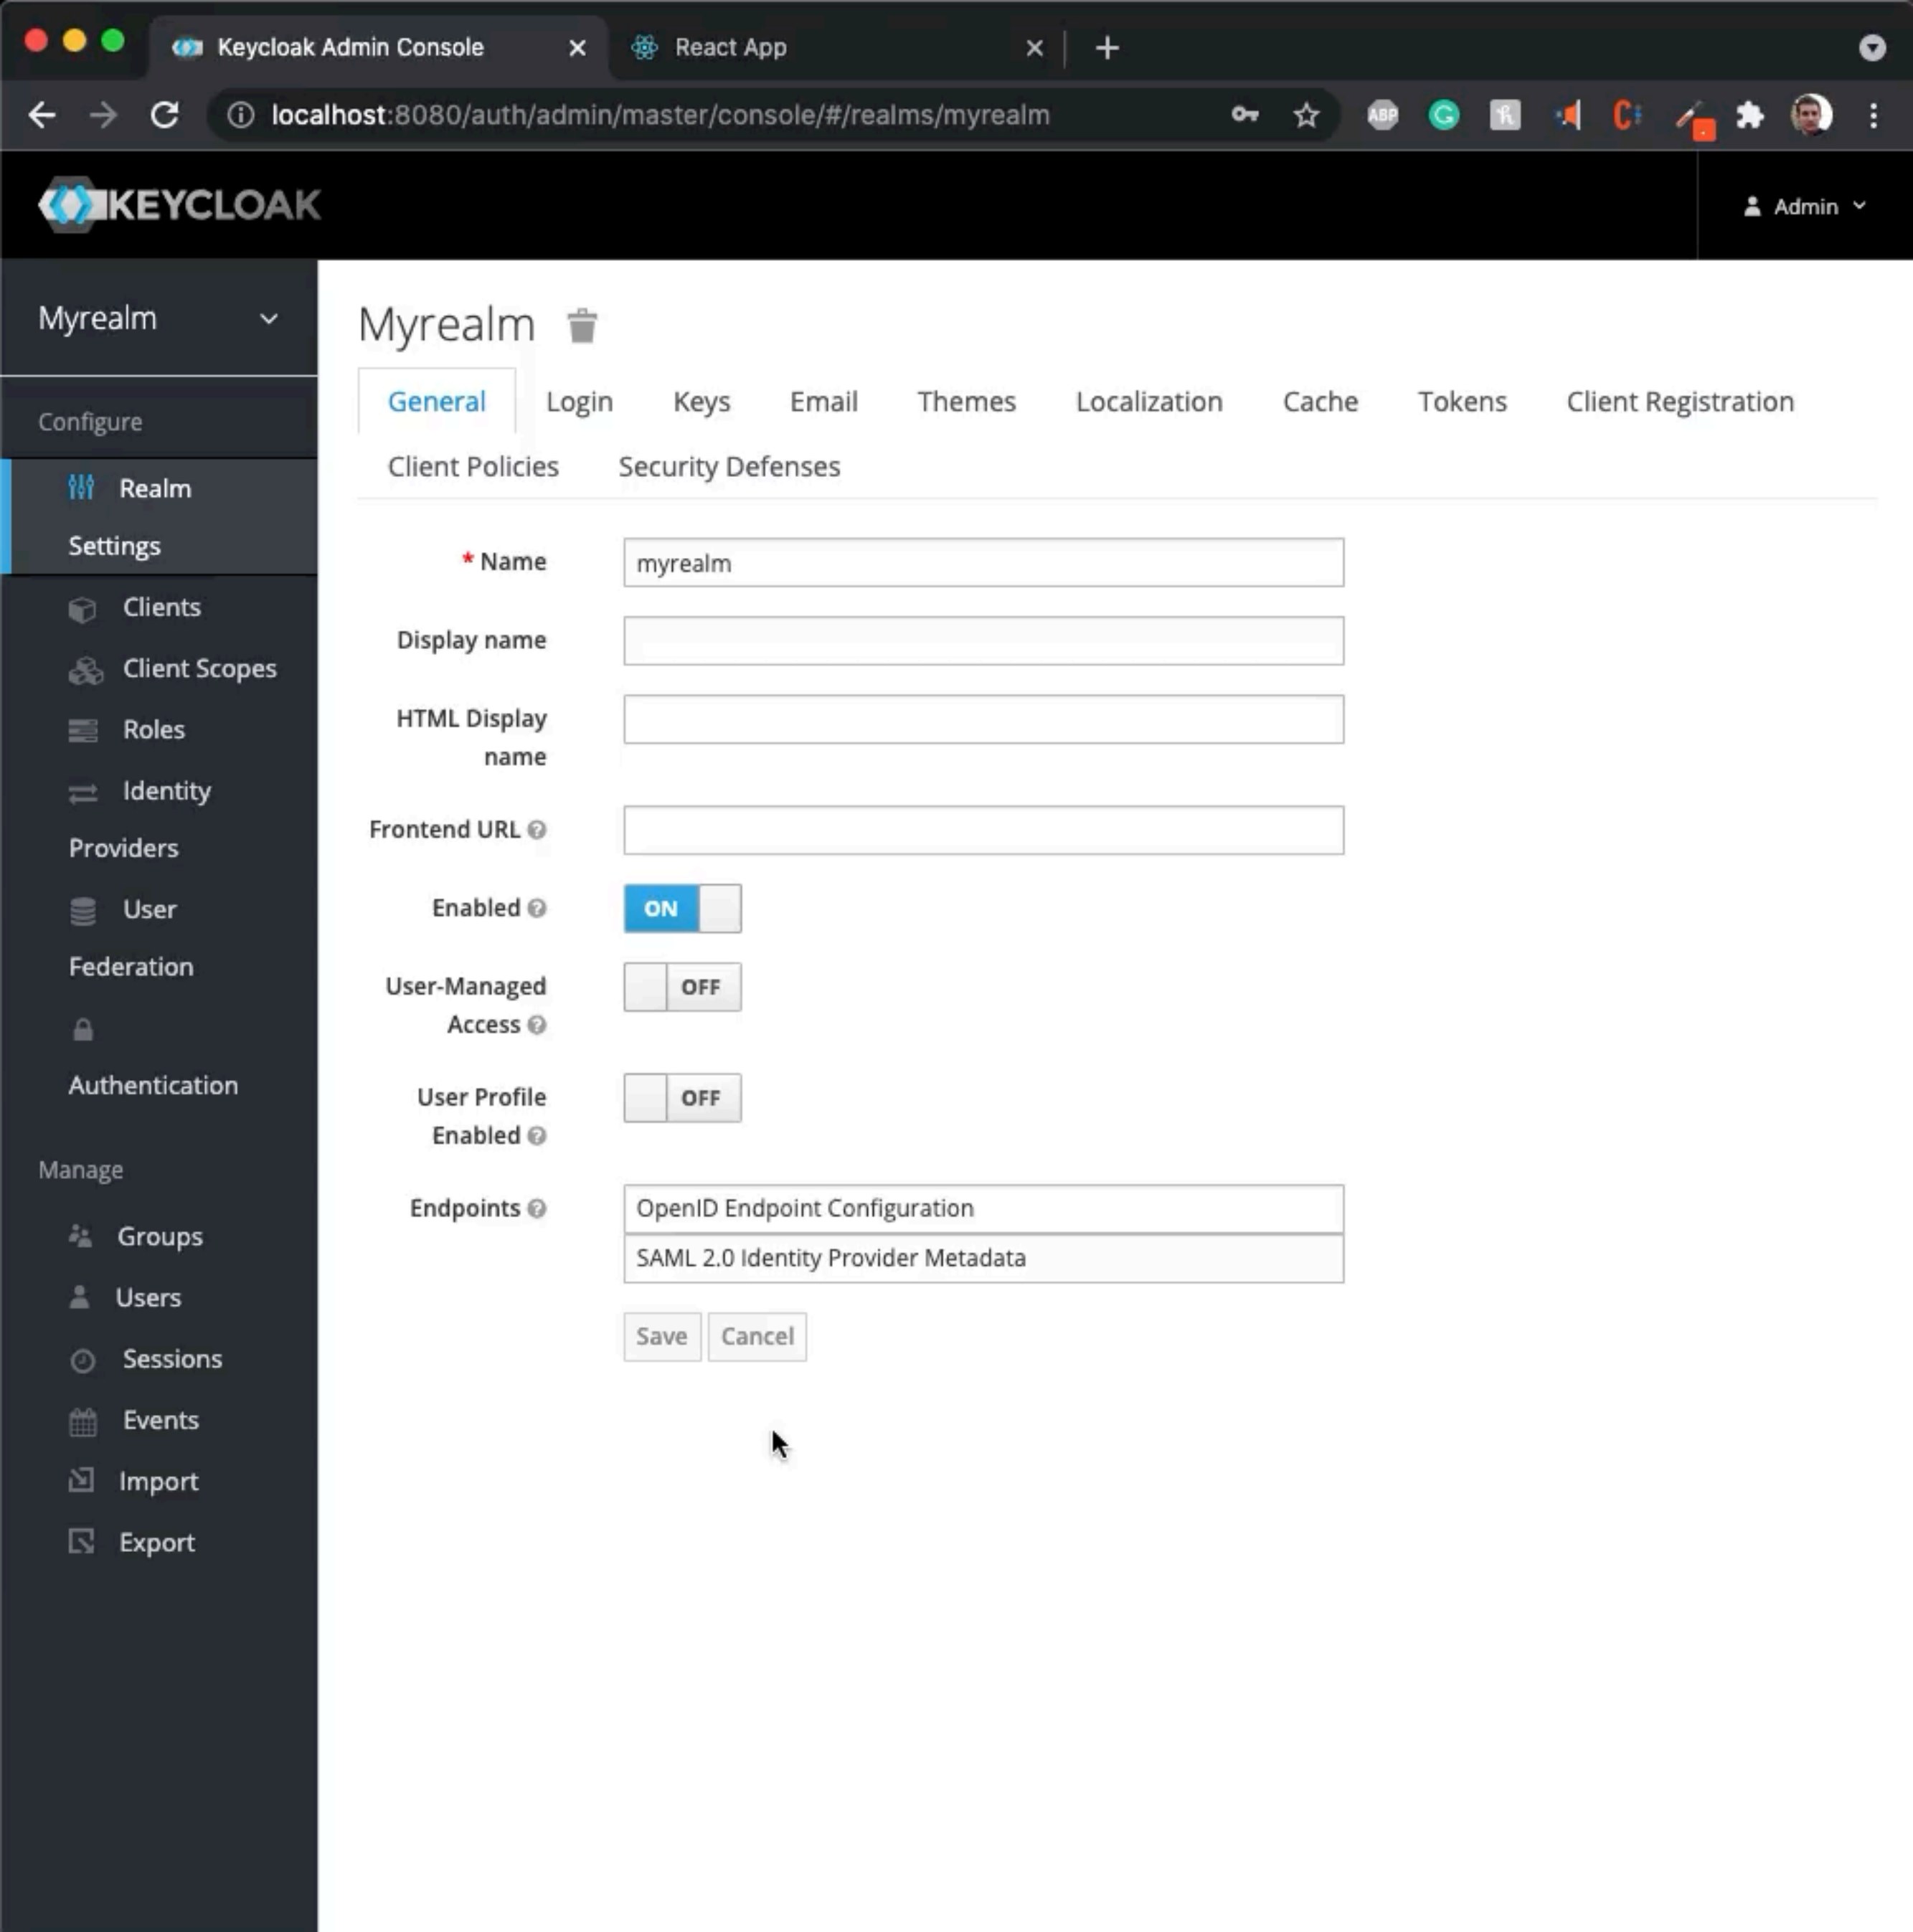 Keycloak Admin Console
React App
localhost:8080/auth/admin/master/console/#/realms/myrealm
ABP
KEYCLOAK
Admin
Myrealm
Configure
Realm
Settings
Clients
Client Scopes
Roles
Identity
Providers
User
Federation
Authentication
Manage
Groups
Users
Sessions
Events
Import
Export
Myrealm
General Login Keys Email Themes Localization Cache Tokens Client Registration
Client Policies Security Defenses
* Name myrealm
Display name
HTML Display
name
Frontend URL
Enabled ON
User-Managed OFF
Access
User Profile OFF
Enabled
Endpoints OpenID Endpoint Configuration
SAML 2.0 Identity Provider Metadata
Save Cancel